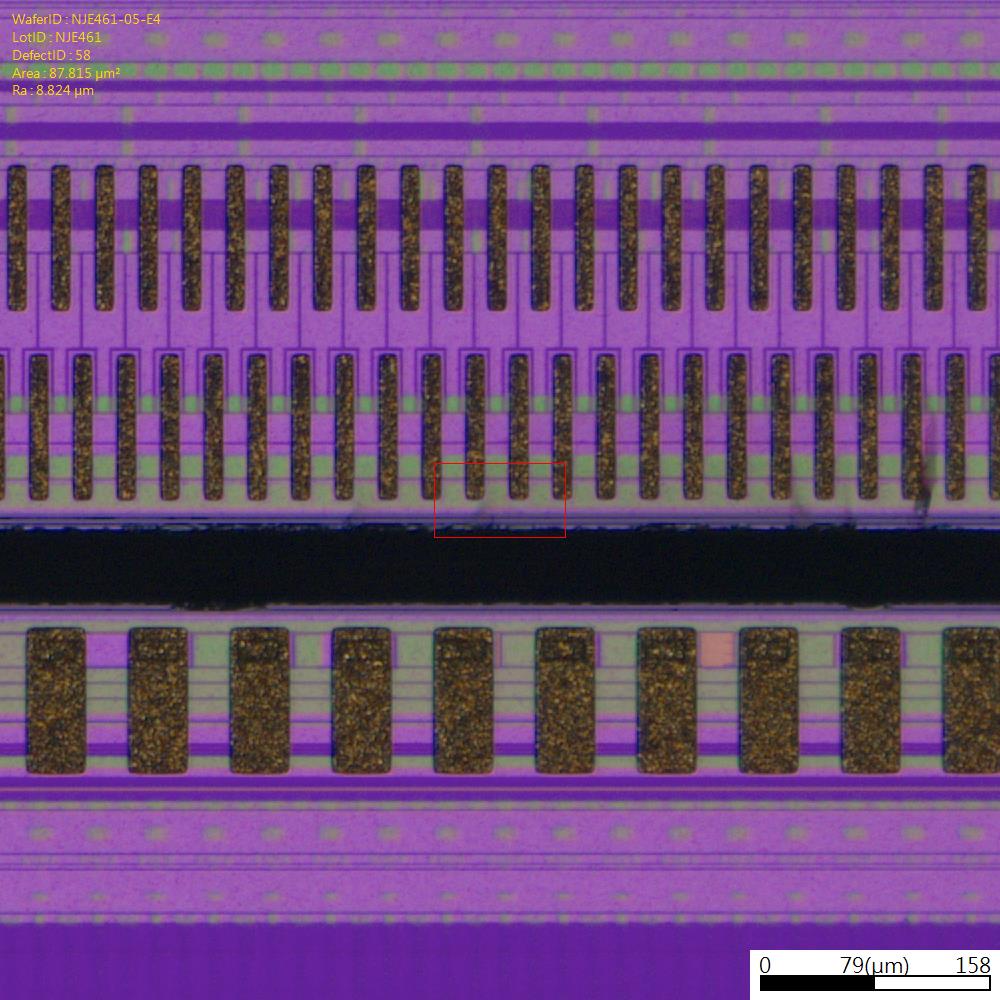 WaferID : NJE461-05-E4
LotID : NJE461
DefectID : 58
Area : 87.815 µm²
Ra : 8.824 µm
0 79(µm) 158